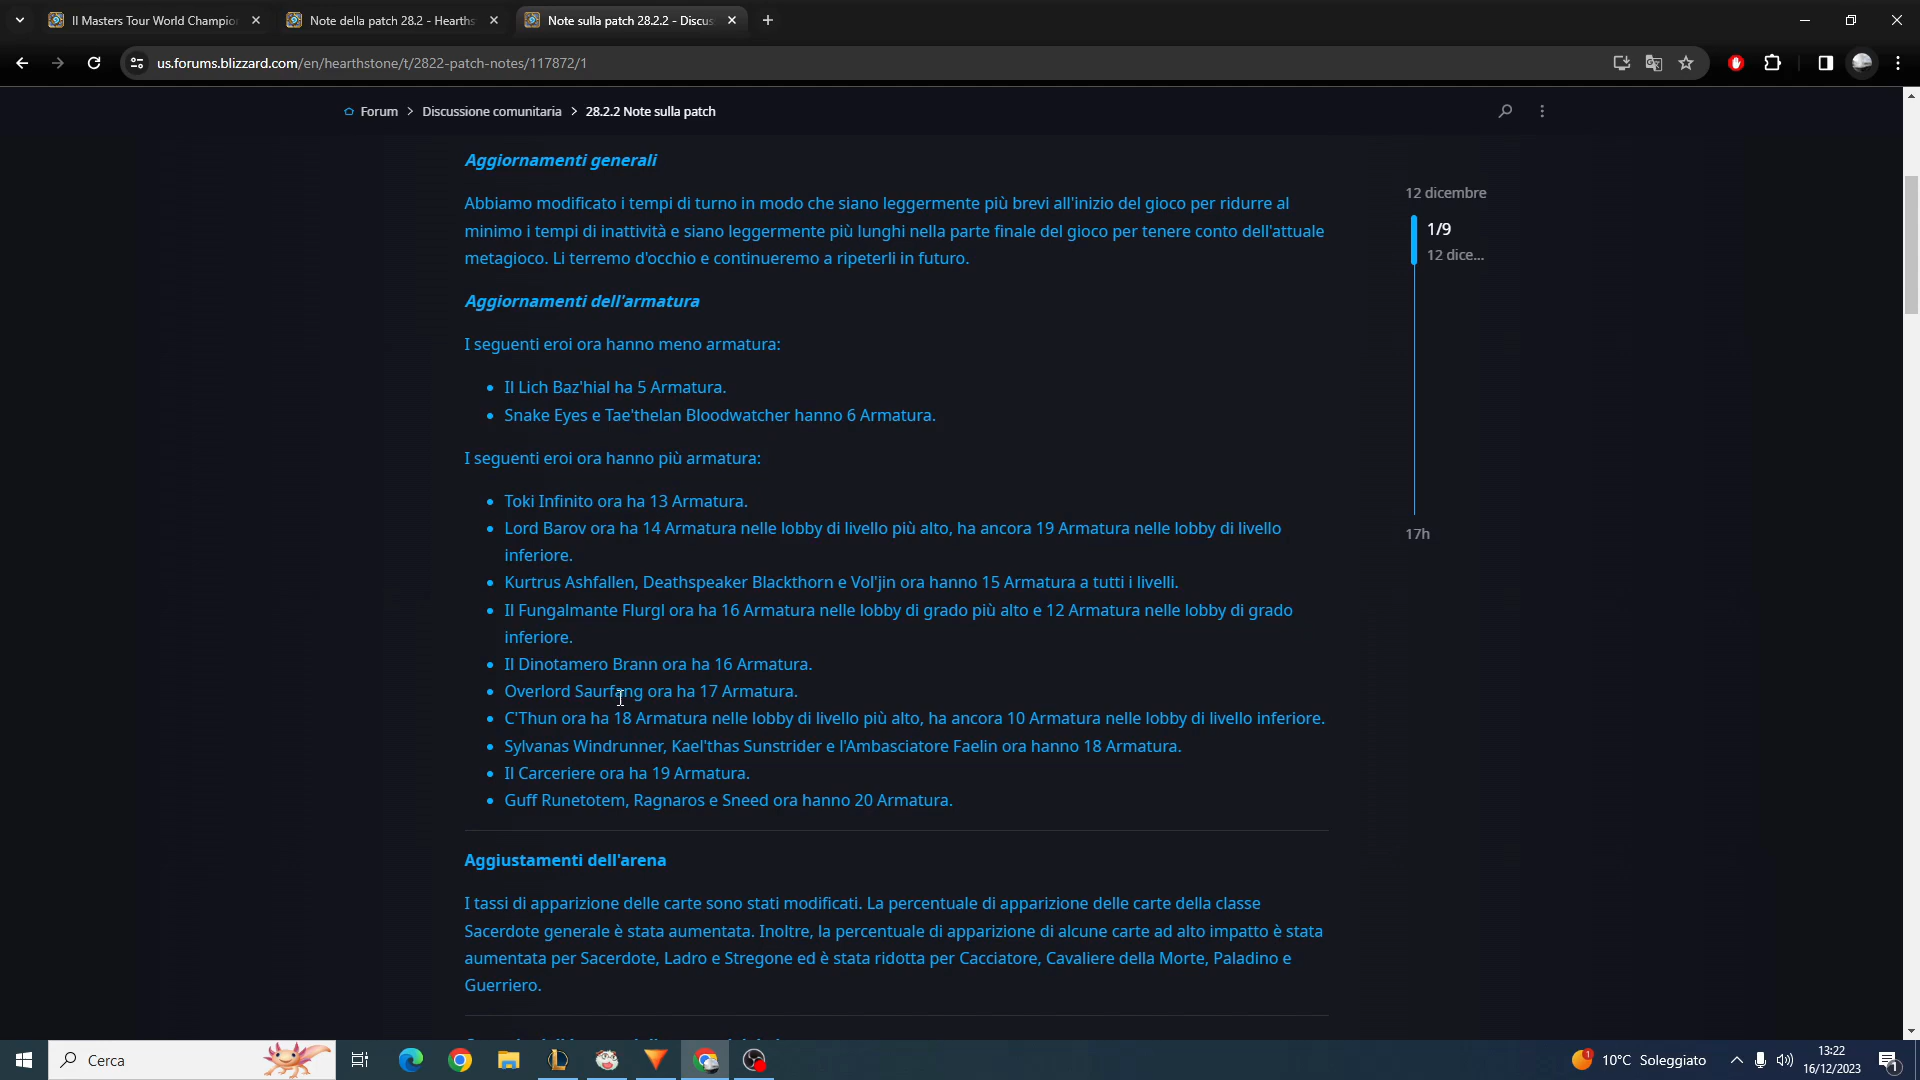 Il Masters Tour World Champio
Note della patch 28.2 - Hearths
Note sulla patch 28.2.2 - Discus
us.forums.blizzard.com/en/hearthstone/t/2822-patch-notes/117872/1
Forum > Discussione comunitaria > 28.2.2 Note sulla patch
Aggiornamenti generali
Abbiamo modificato i tempi di turno in modo che siano leggermente più brevi all'inizio del gioco per ridurre al
minimo i tempi di inattività e siano leggermente più lunghi nella parte finale del gioco per tenere conto dell'attuale
metagioco. Li terremo d'occhio e continueremo a ripeterli in futuro.
12 dicembre
1/9
12 dice...
17h
Aggiornamenti dell'armatura
I seguenti eroi ora hanno meno armatura:
Il Lich Baz'hial ha 5 Armatura.
Snake Eyes e Tae'thelan Bloodwatcher hanno 6 Armatura.
I seguenti eroi ora hanno più armatura:
Toki Infinito ora ha 13 Armatura.
Lord Barov ora ha 14 Armatura nelle lobby di livello più alto, ha ancora 19 Armatura nelle lobby di livello
inferiore.
Kurtrus Ashfallen, Deathspeaker Blackthorn e Vol'jin ora hanno 15 Armatura a tutti i livelli.
Il Fungalmante Flurgl ora ha 16 Armatura nelle lobby di grado più alto e 12 Armatura nelle lobby di grado
inferiore.
Il Dinotamero Brann ora ha 16 Armatura.
Overlord Saurfang ora ha 17 Armatura.
C'Thun ora ha 18 Armatura nelle lobby di livello più alto, ha ancora 10 Armatura nelle lobby di livello inferiore.
Sylvanas Windrunner, Kael'thas Sunstrider e l'Ambasciatore Faelin ora hanno 18 Armatura.
Il Carceriere ora ha 19 Armatura.
Guff Runetotem, Ragnaros e Sneed ora hanno 20 Armatura.
Aggiustamenti dell'arena
I tassi di apparizione delle carte sono stati modificati. La percentuale di apparizione delle carte della classe
Sacerdote generale è stata aumentata. Inoltre, la percentuale di apparizione di alcune carte ad alto impatto è stata
aumentata per Sacerdote, Ladro e Stregone ed è stata ridotta per Cacciatore, Cavaliere della Morte, Paladino e
Guerriero.
Cerca
1
10°C Soleggiato
13:22
16/12/2023
1